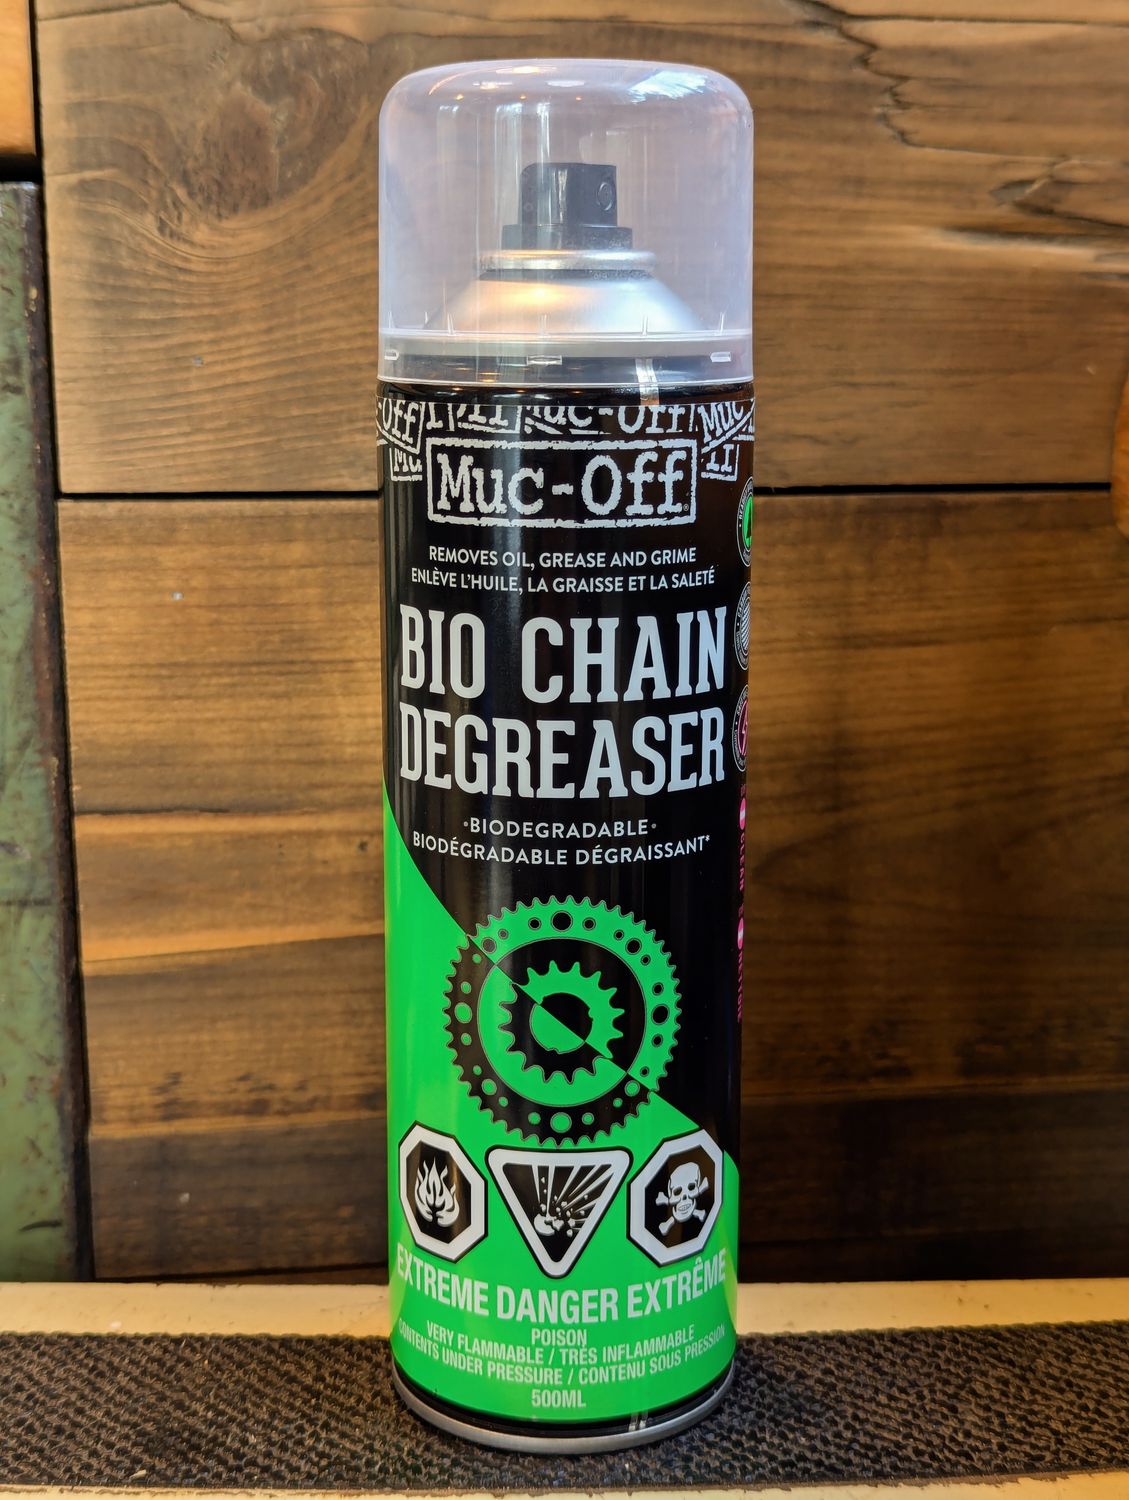 Muc-Off
REMOVES OIL, GREASE AND GRIME
ENLÈVE L'HUILE, LA GRAISSE ET LA SALETÉ
BIO CHAIN
DEGREASER
•BIODEGRADABLE•
BIODÉGRADABLE DÉGRAISSANT*
EXTREME DANGER EXTRÊME
POISON
VERY FLAMMABLE / TRÈS INFLAMMABLE
CONTENTS UNDER PRESSURE / CONTENU SOUS PRESSION
500ML